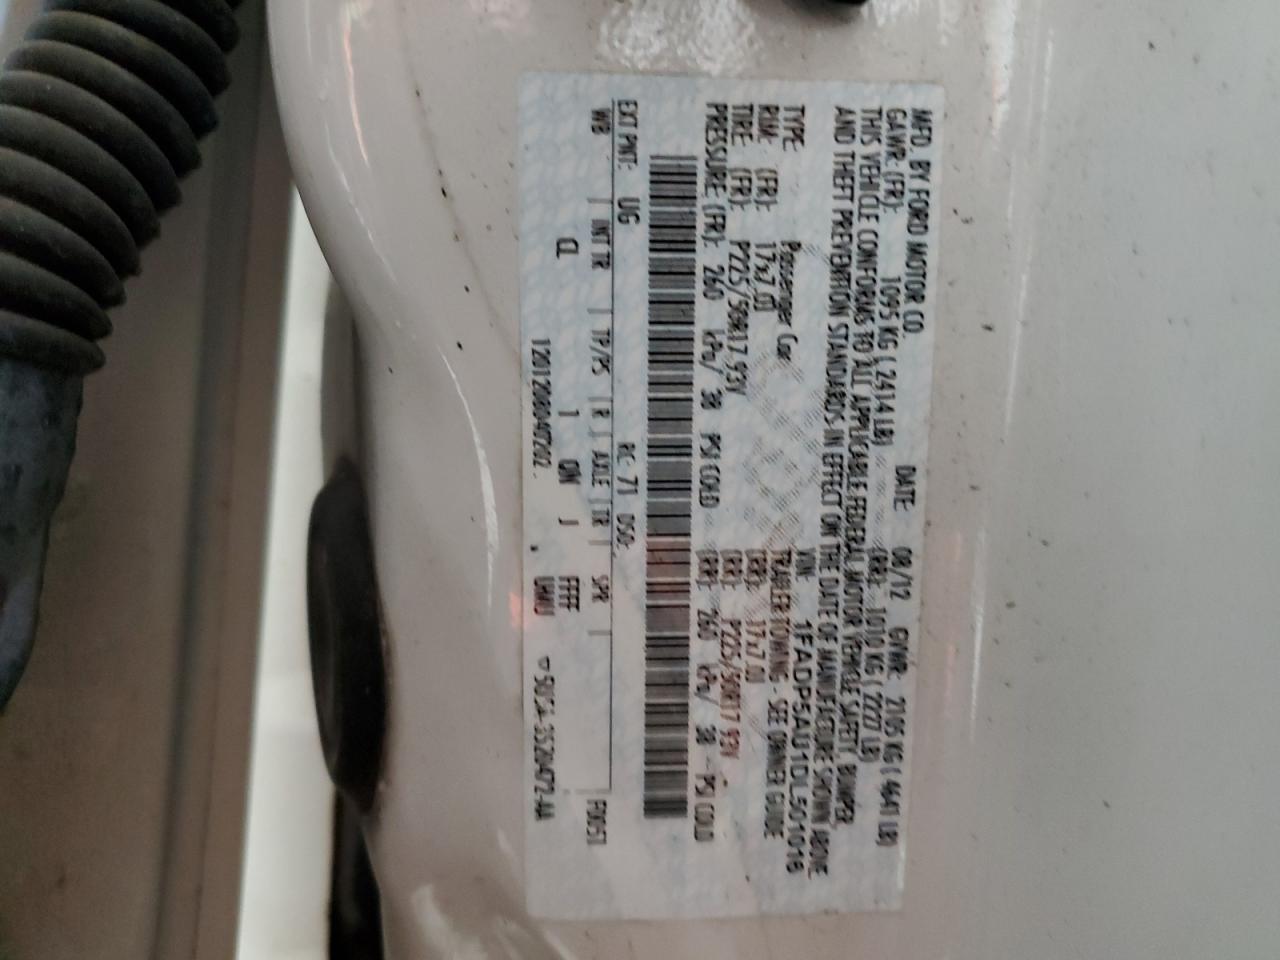 MFD. BY FORD MOTOR CO.
DATE: 08/12 GVWR: 2105 KG ( 4641 LB)
GAWR: (FR): 1095 KG ( 2414 LB) (RR): 1010 KG ( 2227 LB)
THIS VEHICLE CONFORMS TO ALL APPLICABLE FEDERAL MOTOR VEHICLE SAFETY, BUMPER,
AND THEFT PREVENTION STANDARDS IN EFFECT ON THE DATE OF MANUFACTURE SHOWN ABOVE.
VIN: 1FADP5AU1DL501018
TYPE: Passenger Car TRAILER TOWING - SEE OWNER GUIDE
RIM: (FR): 17x7.0J (RR): 17x7.0J
TIRE: (FR): P225/50R17 93V (RR): P225/50R17 93V
PRESSURE: (FR): 260 kPa/ 38 PSI COLD (RR): 260 kPa/ 38 PSI COLD
EXT PNT: UG RC: 71 DSO: F0057
WB INT TR TP/PS R AXLE TR SPR
CL 1 QN J FFFF
UHWU
12012080407202 5U5A-3520472-AA